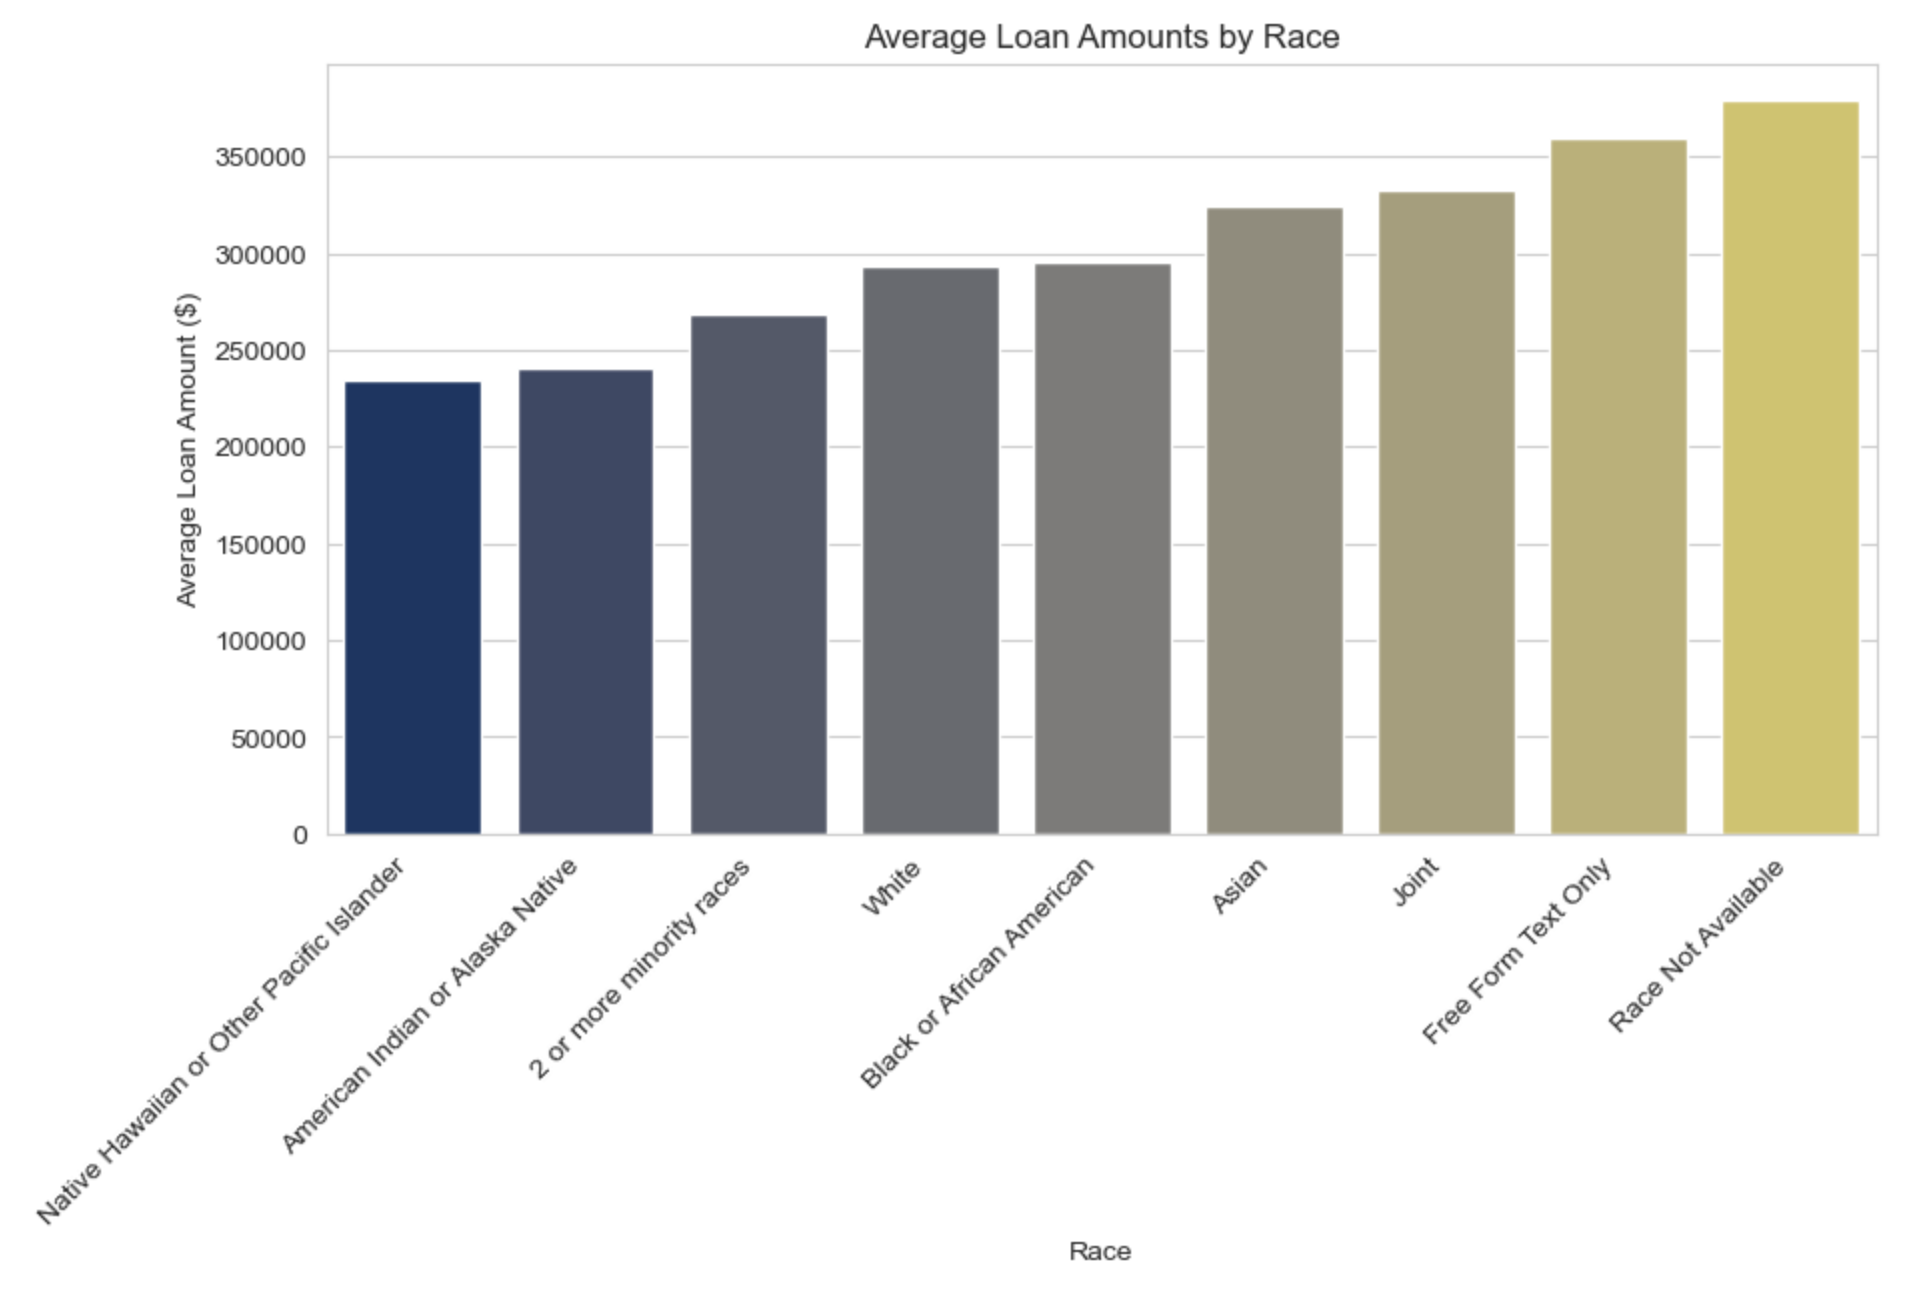 Average Loan Amounts by Race
Average Loan Amount ($)
350000
300000
250000
200000
150000
100000
50000
0
Native Hawaiian or Other Pacific Islander
American Indian or Alaska Native
2 or more minority races
White
Black or African American
Asian
Joint
Free Form Text Only
Race Not Available
Race